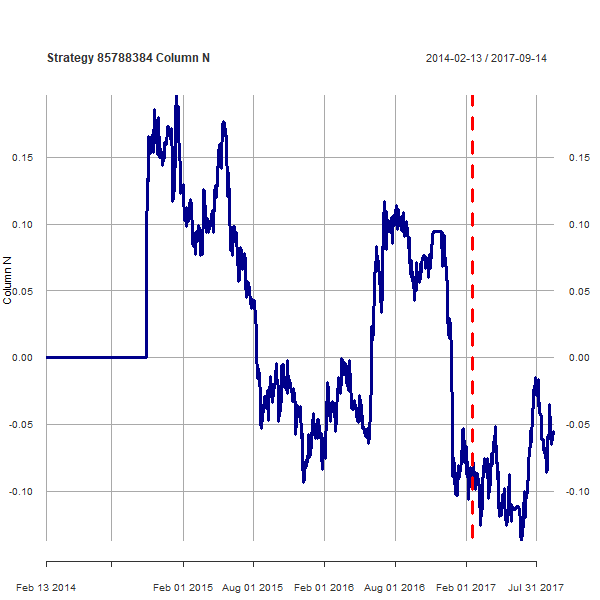 Strategy 85788384 Column N
2014-02-13 / 2017-09-14
0.15
0.15
0.10
0.10
Column N
0.05
0.05
0.00
0.00
-0.05
-0.05
-0.10
-0.10
Feb 13 2014
Feb 01 2015
Aug 01 2015
Feb 01 2016
Aug 01 2016
Feb 01 2017
Jul 31 2017